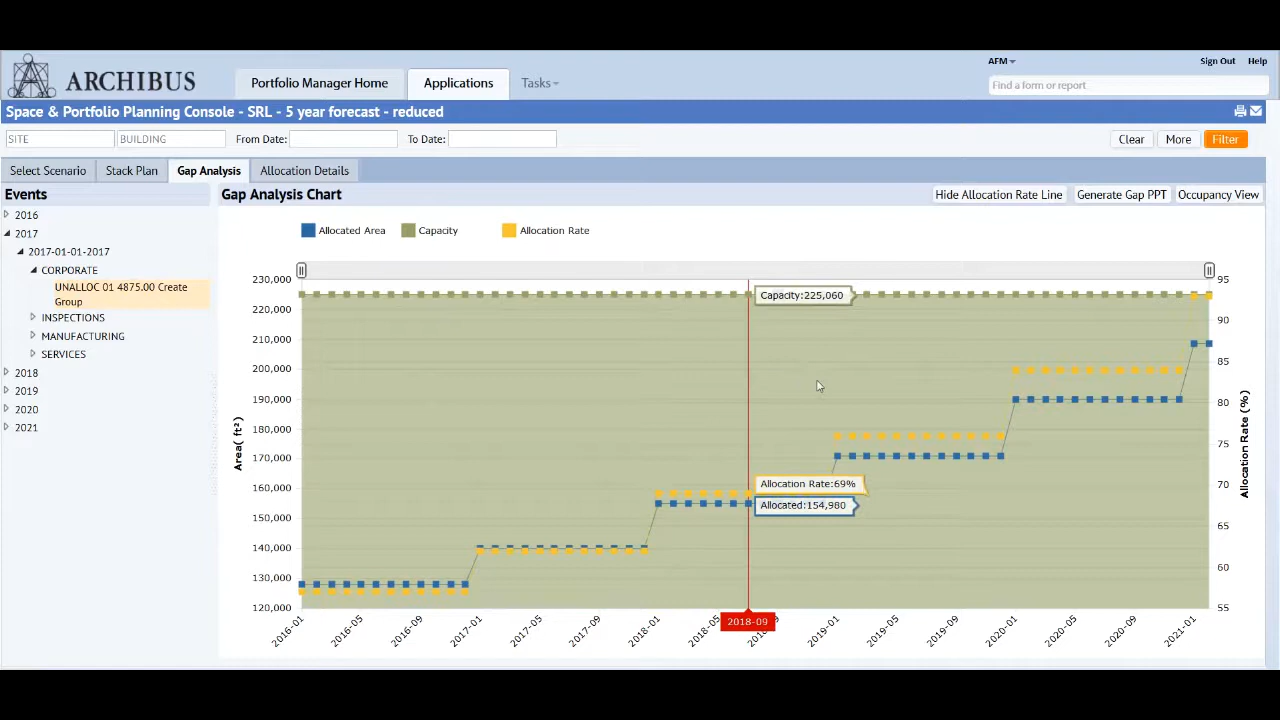 ARCHIBUS
Portfolio Manager Home
Applications
Tasks
AFM
Sign Out
Help
Find a form or report
Space & Portfolio Planning Console - SRL - 5 year forecast - reduced
SITE
BUILDING
From Date:
To Date:
Clear
More
Filter
Select Scenario
Stack Plan
Gap Analysis
Allocation Details
Events
2016
2017
2017-01-01-2017
CORPORATE
UNALLOC 01 4875.00 Create
Group
INSPECTIONS
MANUFACTURING
SERVICES
2018
2019
2020
2021
Gap Analysis Chart
Hide Allocation Rate Line
Generate Gap PPT
Occupancy View
Allocated Area
Capacity
Allocation Rate
230,000
220,000
210,000
200,000
190,000
180,000
170,000
160,000
150,000
140,000
130,000
120,000
Area( ft²)
Capacity:225,060
Allocation Rate:69%
Allocated:154,980
95
90
85
80
75
70
65
60
55
Allocation Rate (%)
2016-01
2016-05
2016-09
2017-01
2017-05
2017-09
2018-01
2018-05
2018-09
2019-01
2019-05
2019-09
2020-01
2020-05
2020-09
2021-01